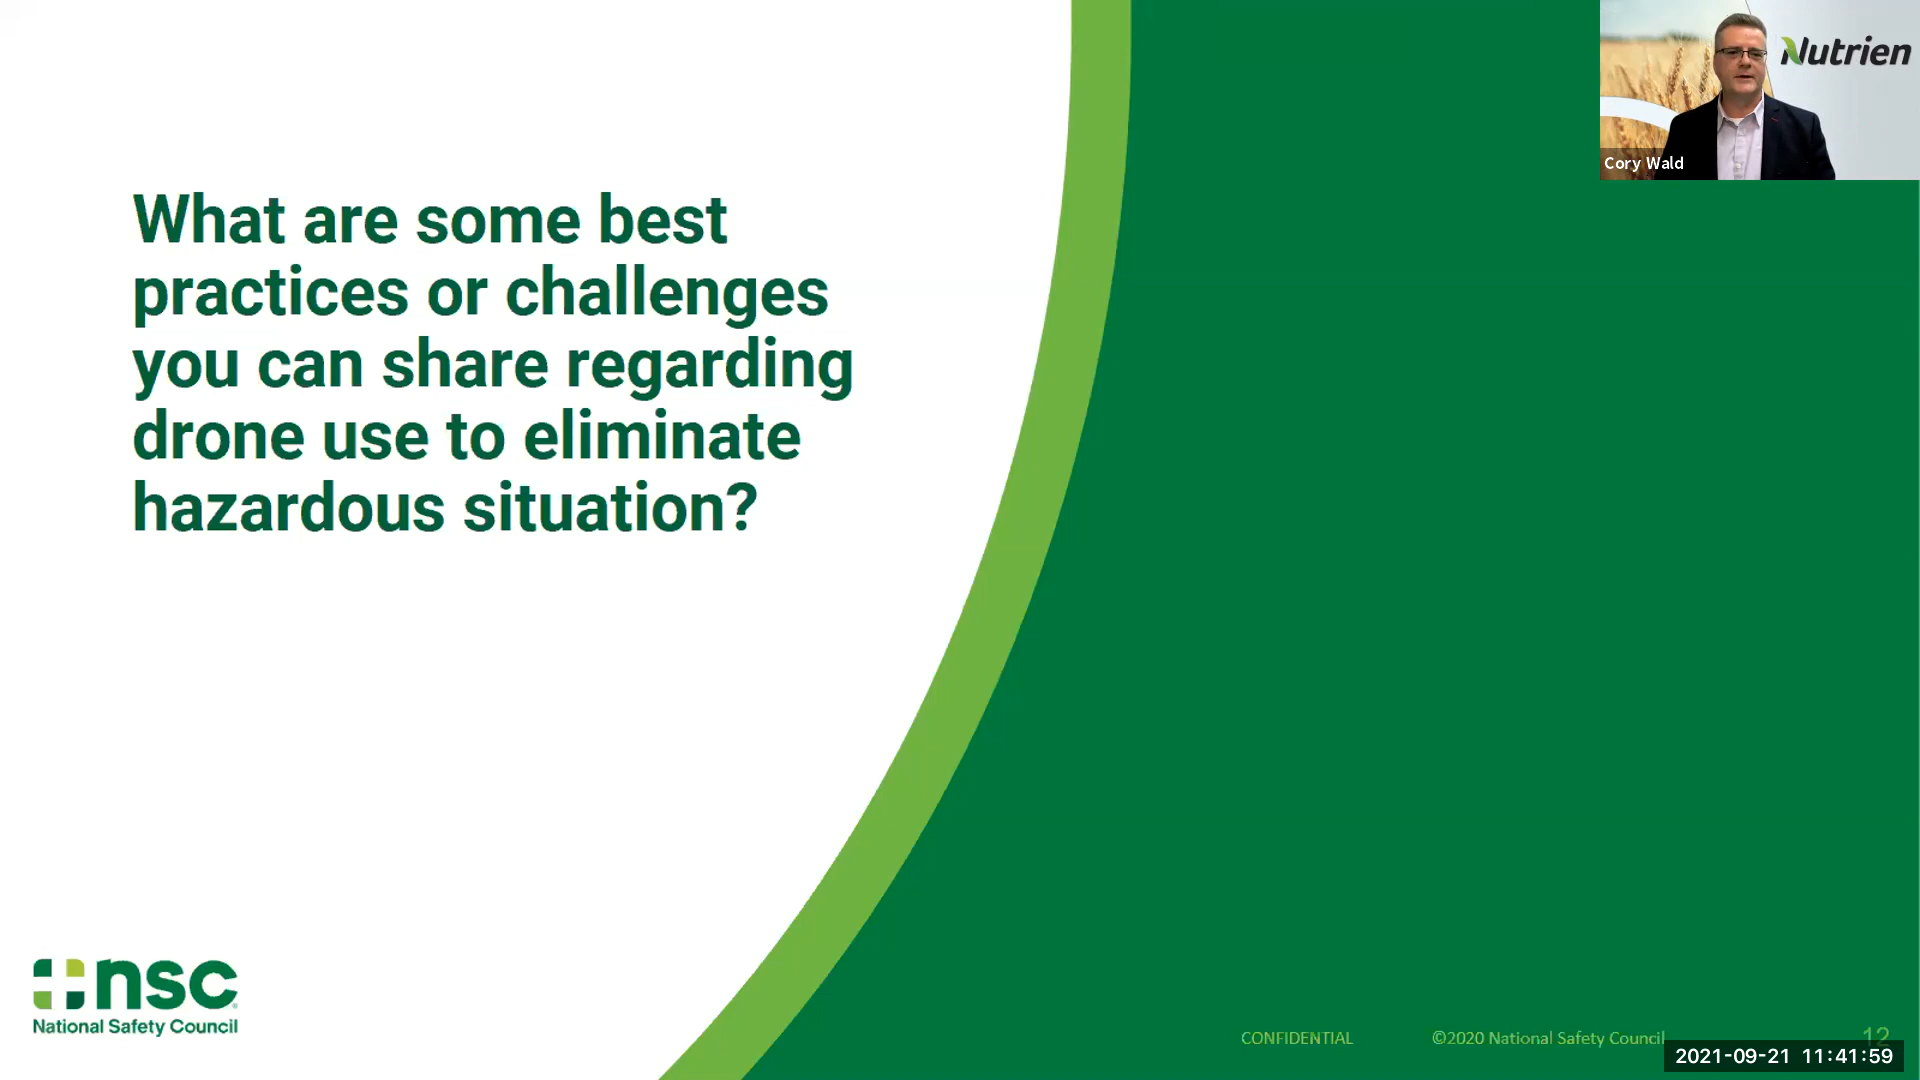 Nutrien
Cory Wald
What are some best
practices or challenges
you can share regarding
drone use to eliminate
hazardous situation?
nsc
National Safety Council
CONFIDENTIAL
©2020 National Safety Council
12
2021-09-21 11:41:59